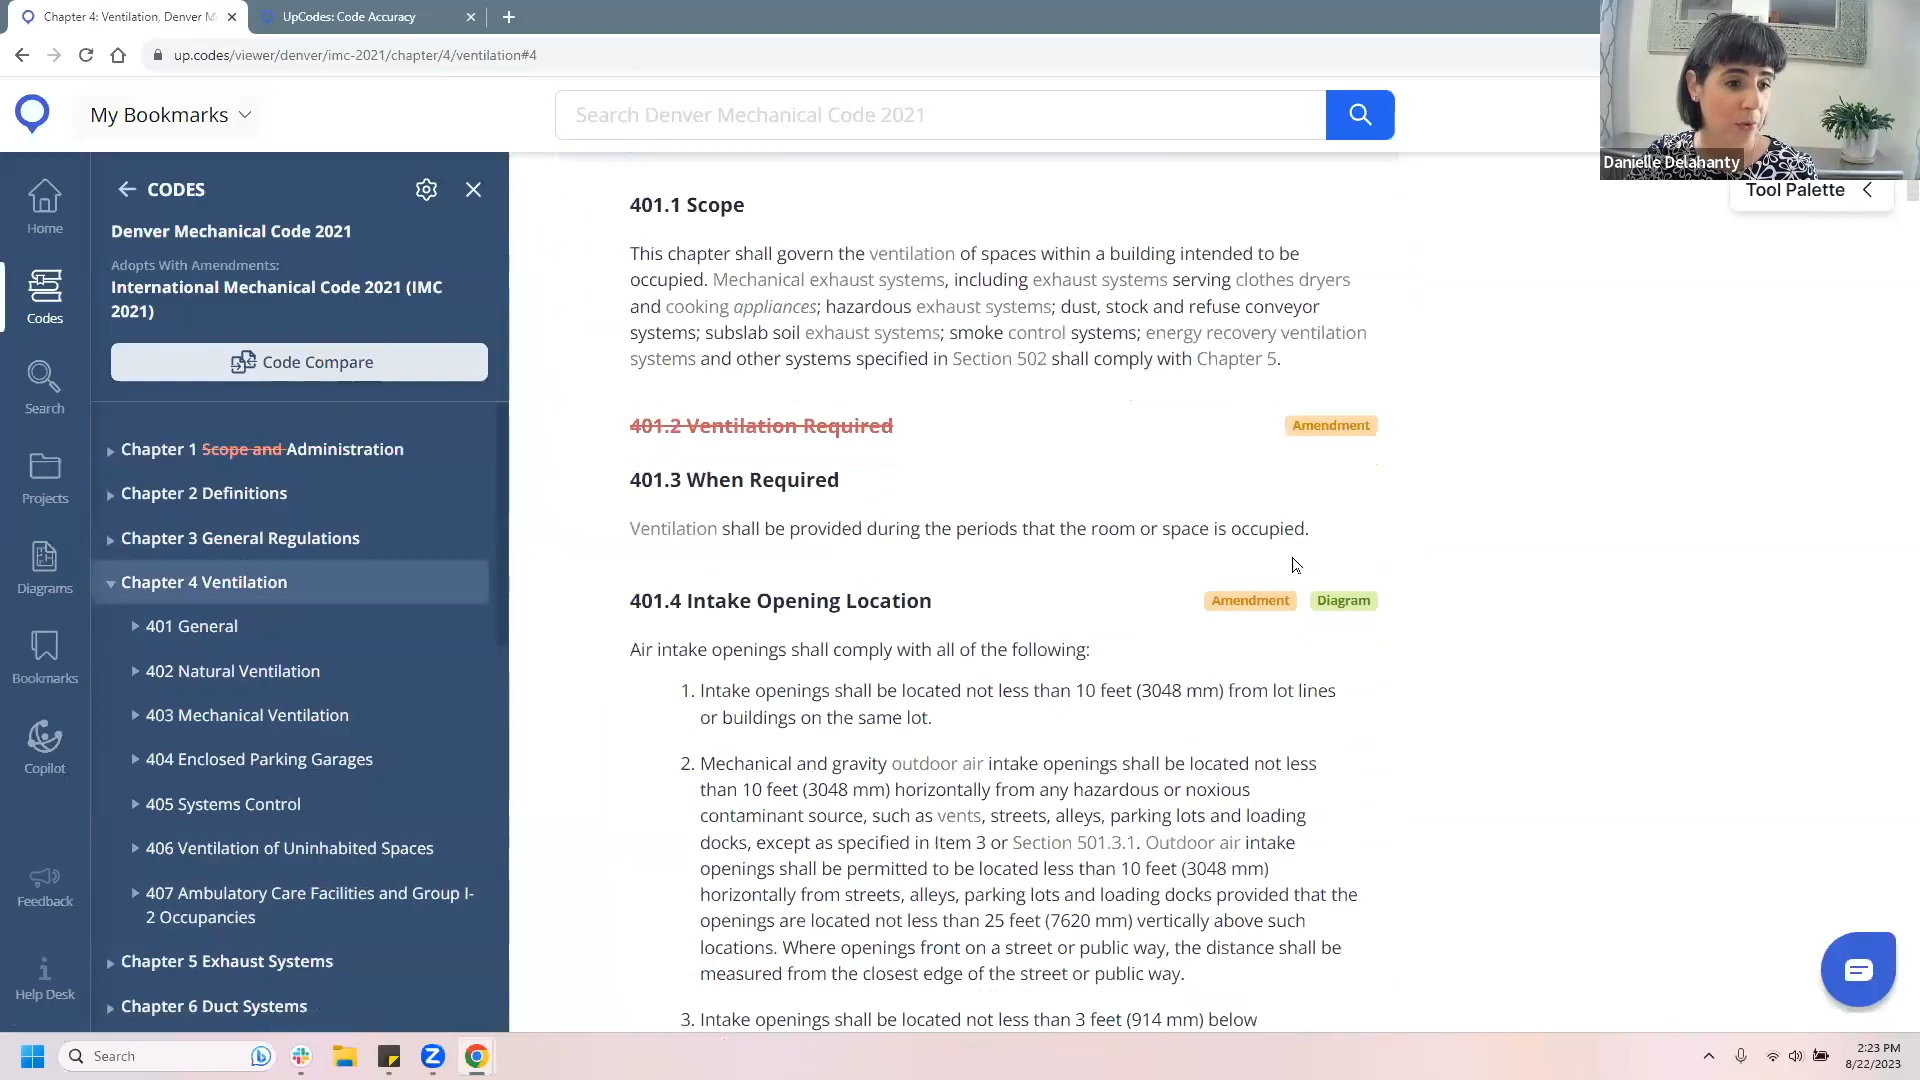 Chapter 4: Ventilation, Denver M
UpCodes: Code Accuracy
up.codes/viewer/denver/imc-2021/chapter/4/ventilation#4
My Bookmarks
Search Denver Mechanical Code 2021
Danielle Delahanty
Tool Palette
Home
Codes
Search
Projects
Diagrams
Bookmarks
Copilot
Feedback
Help Desk
CODES
Denver Mechanical Code 2021
Adopts With Amendments:
International Mechanical Code 2021 (IMC
2021)
Code Compare
Chapter 1 Scope and Administration
Chapter 2 Definitions
Chapter 3 General Regulations
Chapter 4 Ventilation
401 General
402 Natural Ventilation
403 Mechanical Ventilation
404 Enclosed Parking Garages
405 Systems Control
406 Ventilation of Uninhabited Spaces
407 Ambulatory Care Facilities and Group I-
2 Occupancies
Chapter 5 Exhaust Systems
Chapter 6 Duct Systems
401.1 Scope
This chapter shall govern the ventilation of spaces within a building intended to be
occupied. Mechanical exhaust systems, including exhaust systems serving clothes dryers
and cooking appliances; hazardous exhaust systems; dust, stock and refuse conveyor
systems; subslab soil exhaust systems; smoke control systems; energy recovery ventilation
systems and other systems specified in Section 502 shall comply with Chapter 5.
401.2 Ventilation Required
Amendment
401.3 When Required
Ventilation shall be provided during the periods that the room or space is occupied.
401.4 Intake Opening Location
Amendment
Diagram
Air intake openings shall comply with all of the following:
1. Intake openings shall be located not less than 10 feet (3048 mm) from lot lines
or buildings on the same lot.
2. Mechanical and gravity outdoor air intake openings shall be located not less
than 10 feet (3048 mm) horizontally from any hazardous or noxious
contaminant source, such as vents, streets, alleys, parking lots and loading
docks, except as specified in Item 3 or Section 501.3.1. Outdoor air intake
openings shall be permitted to be located less than 10 feet (3048 mm)
horizontally from streets, alleys, parking lots and loading docks provided that the
openings are located not less than 25 feet (7620 mm) vertically above such
locations. Where openings front on a street or public way, the distance shall be
measured from the closest edge of the street or public way.
3. Intake openings shall be located not less than 3 feet (914 mm) below
Search
2:23 PM
8/22/2023